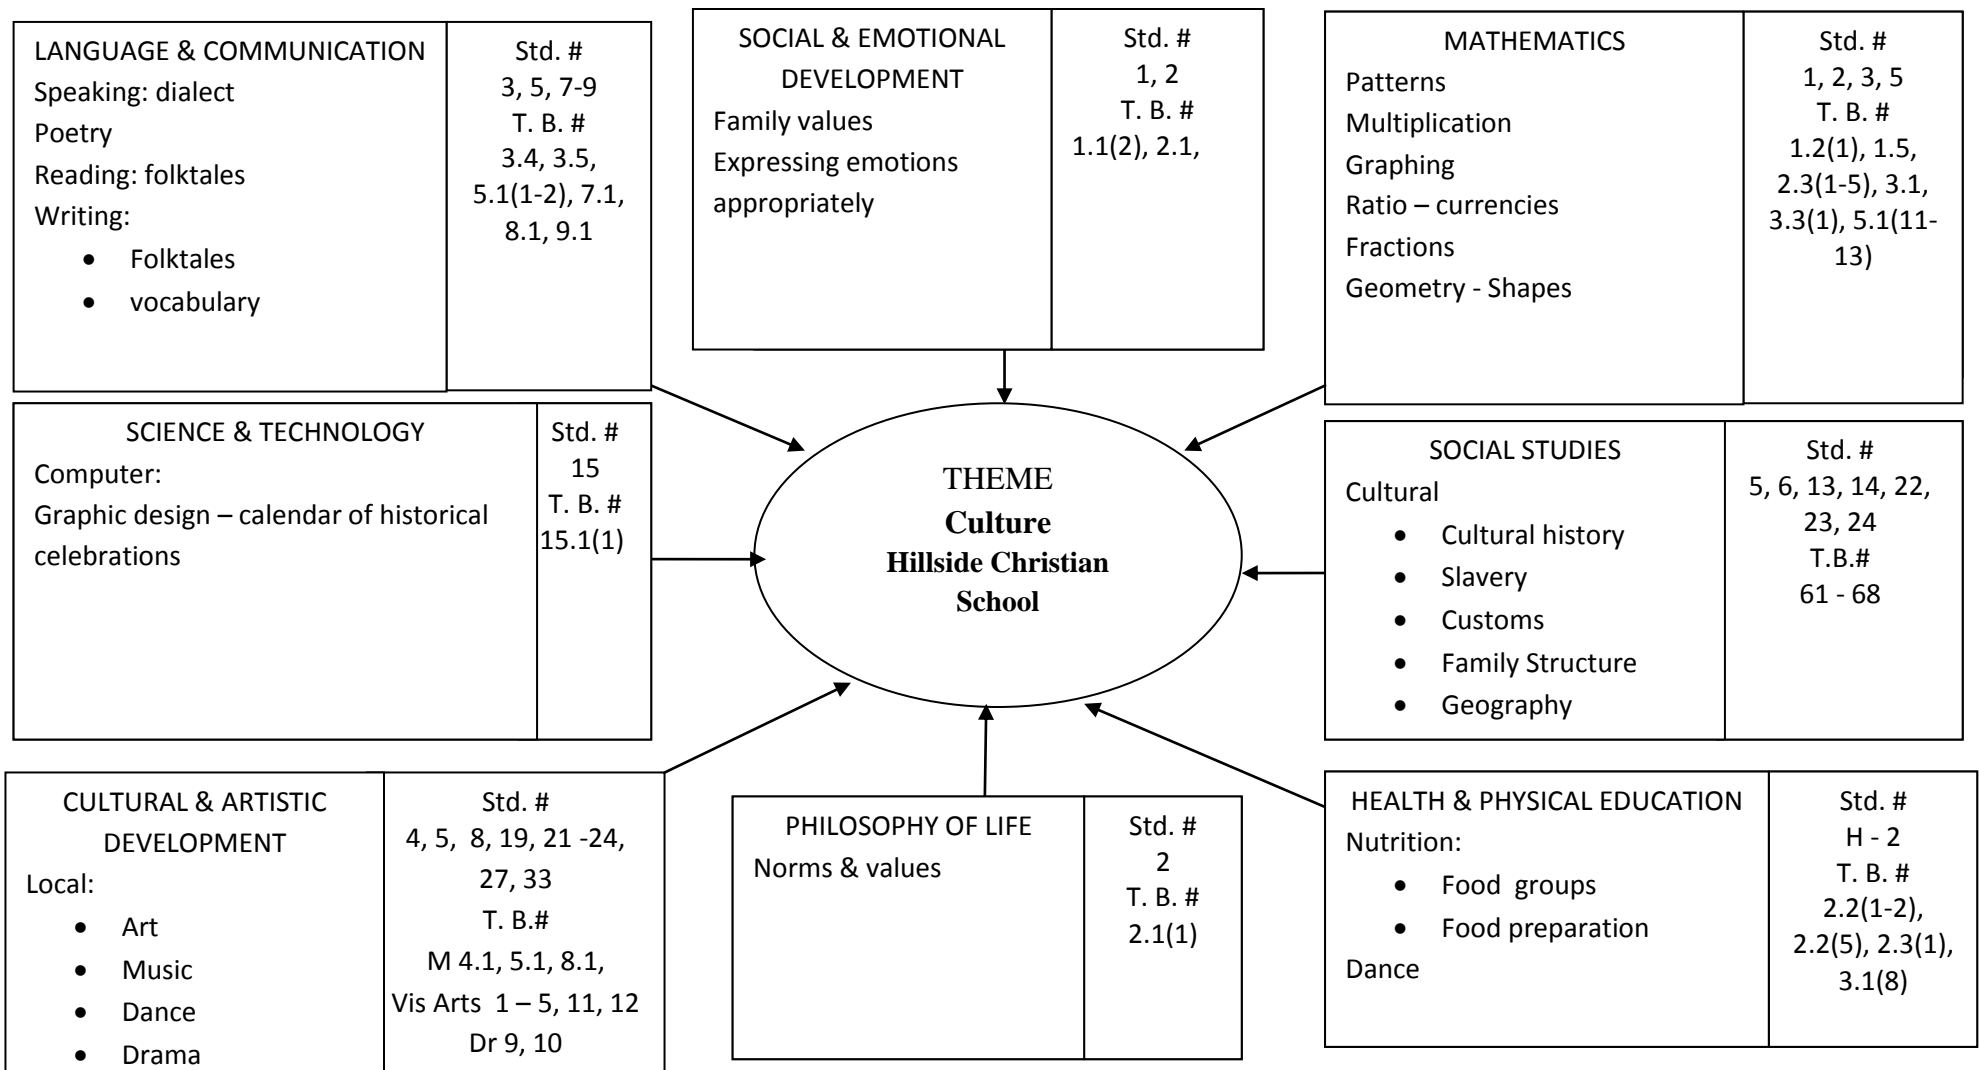 LANGUAGE & COMMUNICATION
Speaking: dialect
Poetry
Reading: folktales
Writing:
• Folktales
• vocabulary
Std. #
3, 5, 7-9
T. B. #
3.4, 3.5,
5.1(1-2), 7.1,
8.1, 9.1
SOCIAL & EMOTIONAL
DEVELOPMENT
Family values
Expressing emotions
appropriately
Std. #
1, 2
T. B. #
1.1(2), 2.1,
MATHEMATICS
Patterns
Multiplication
Graphing
Ratio – currencies
Fractions
Geometry - Shapes
Std. #
1, 2, 3, 5
T. B. #
1.2(1), 1.5,
2.3(1-5), 3.1,
3.3(1), 5.1(11-
13)
SCIENCE & TECHNOLOGY
Computer:
Graphic design – calendar of historical
celebrations
Std. #
15
T. B. #
15.1(1)
THEME
Culture
Hillside Christian
School
SOCIAL STUDIES
Cultural
• Cultural history
• Slavery
• Customs
• Family Structure
• Geography
Std. #
5, 6, 13, 14, 22,
23, 24
T.B.#
61 - 68
CULTURAL & ARTISTIC
DEVELOPMENT
Local:
• Art
• Music
• Dance
• Drama
Std. #
4, 5, 8, 19, 21 -24,
27, 33
T. B.#
M 4.1, 5.1, 8.1,
Vis Arts 1 – 5, 11, 12
Dr 9, 10
PHILOSOPHY OF LIFE
Norms & values
Std. #
2
T. B. #
2.1(1)
HEALTH & PHYSICAL EDUCATION
Nutrition:
• Food groups
• Food preparation
Dance
Std. #
H - 2
T. B. #
2.2(1-2),
2.2(5), 2.3(1),
3.1(8)